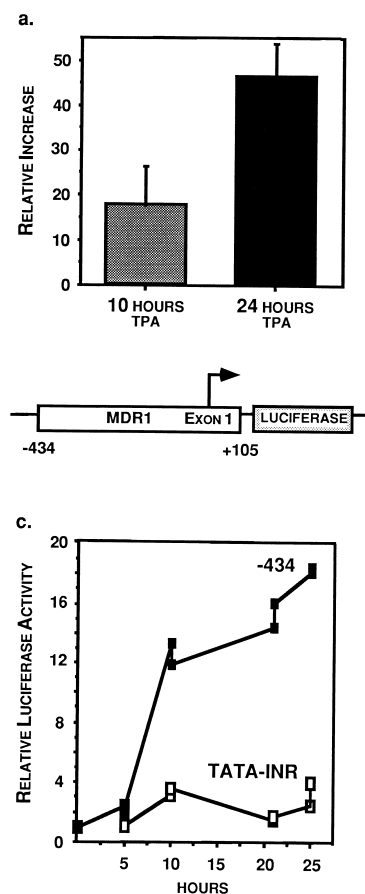 a.
RELATIVE INCREASE
50
40
30
20
10
0
10 HOURS
TPA
24 HOURS
TPA
MDR1
EXON 1
LUCIFERASE
-434
+105
c.
RELATIVE LUCIFERASE ACTIVITY
20
16
12
8
4
0
-434
TATA-INR
5
10
15
20
25
HOURS